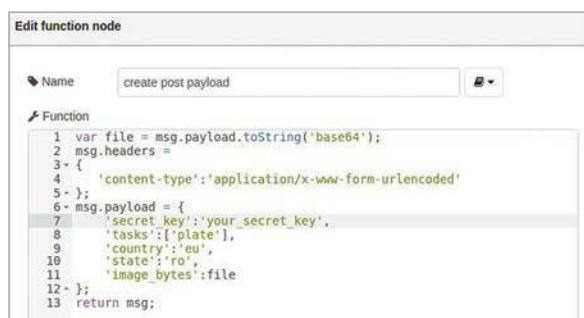 Edit function node
Name
create post payload
Function
1 var file = msg.payload.toString('base64');
2 msg.headers =
3 {
4 'content-type':'application/x-www-form-urlencoded'
5 };
6 msg.payload = {
7 'secret_key':'your_secret_key',
8 'tasks':['plate'],
9 'country':'eu',
10 'state':'ro',
11 'image_bytes':file
12 };
13 return msg;